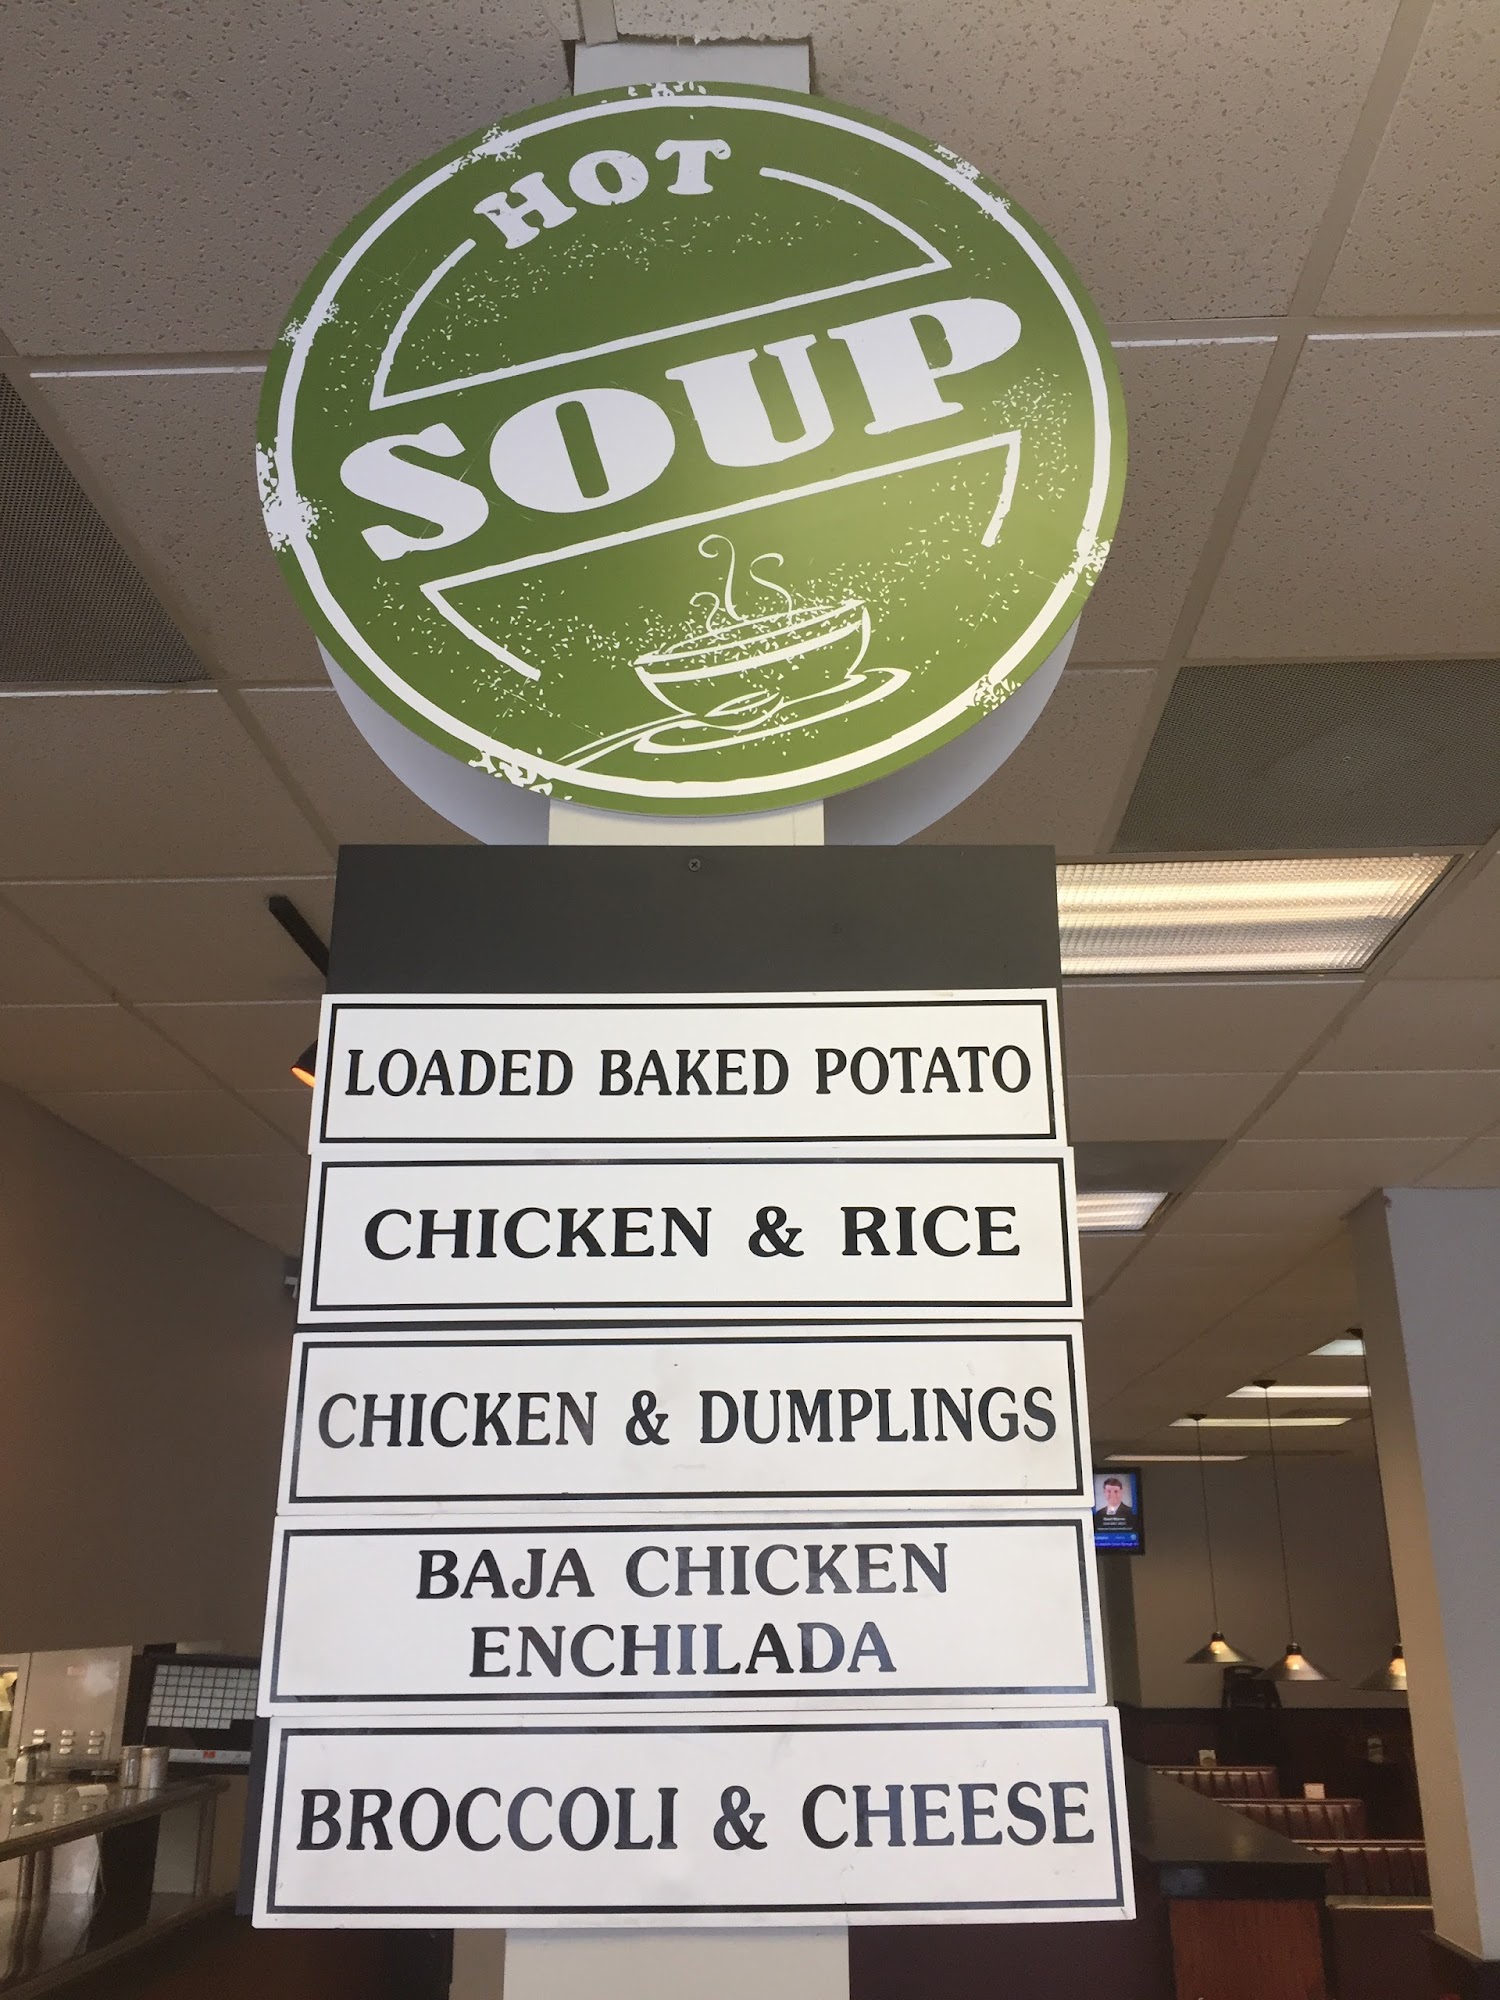 HOT
SOUP
LOADED BAKED POTATO
CHICKEN & RICE
CHICKEN & DUMPLINGS
BAJA CHICKEN
ENCHILADA
BROCCOLI & CHEESE